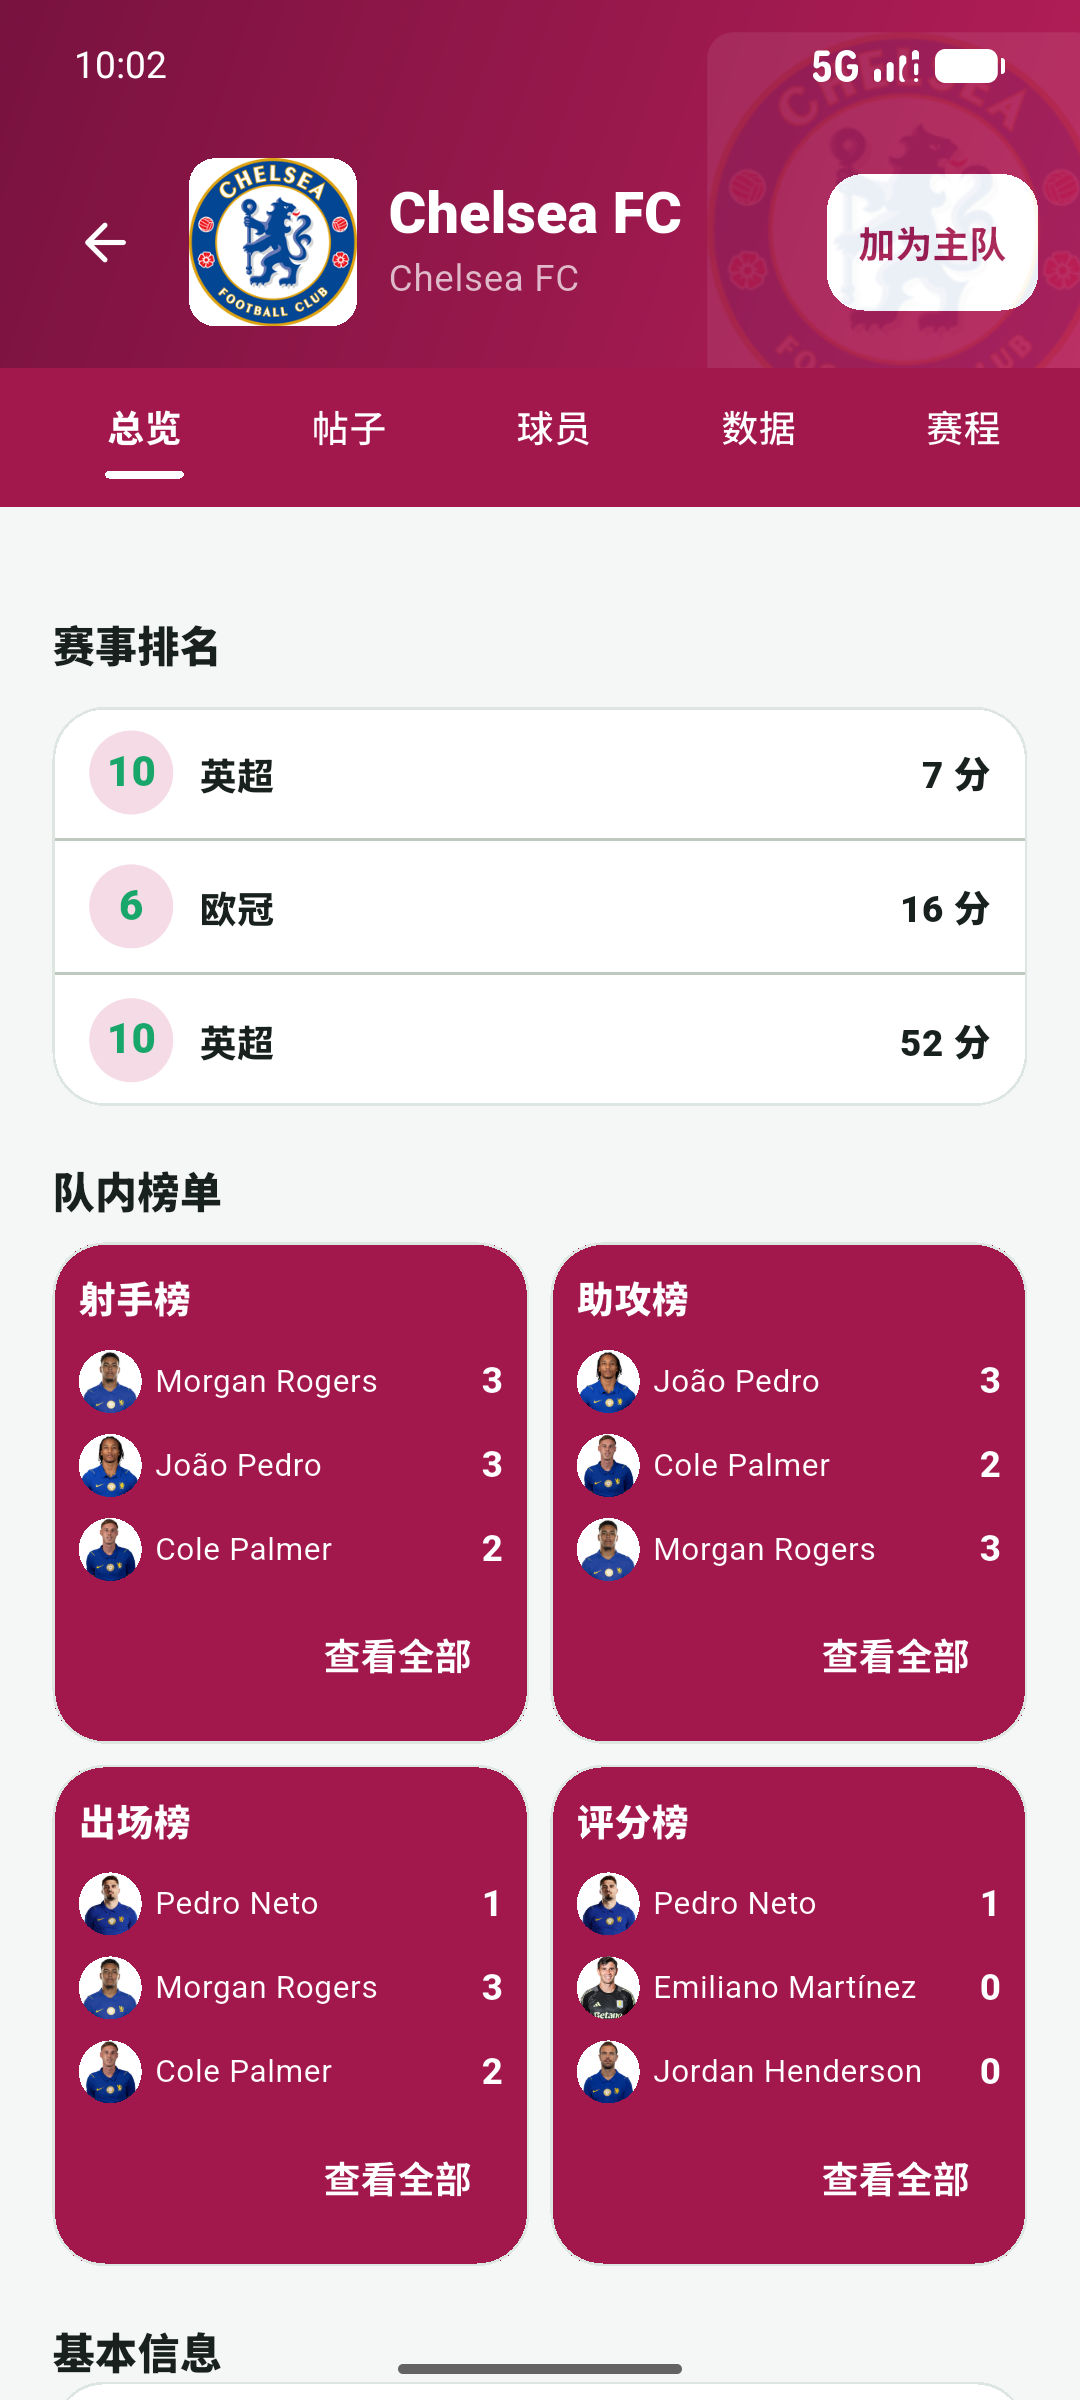 10:02
5G
CHELSEA
FOOTBALL CLUB
Chelsea FC
Chelsea FC
加为主队
总览 帖子 球员 数据 赛程
赛事排名
10 英超 7 分
6 欧冠 16 分
10 英超 52 分
队内榜单
射手榜
Morgan Rogers 3
João Pedro 3
Cole Palmer 2
查看全部
助攻榜
João Pedro 3
Cole Palmer 2
Morgan Rogers 3
查看全部
出场榜
Pedro Neto 1
Morgan Rogers 3
Cole Palmer 2
查看全部
评分榜
Pedro Neto 1
Emiliano Martínez 0
Jordan Henderson 0
查看全部
基本信息